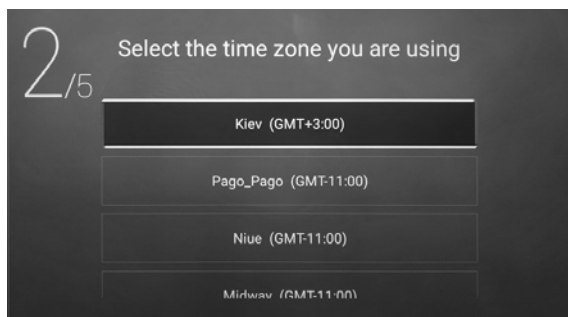 2/5
Select the time zone you are using
Kiev (GMT+3:00)
Pago_Pago (GMT-11:00)
Niue (GMT-11:00)
Midway (GMT-11:00)